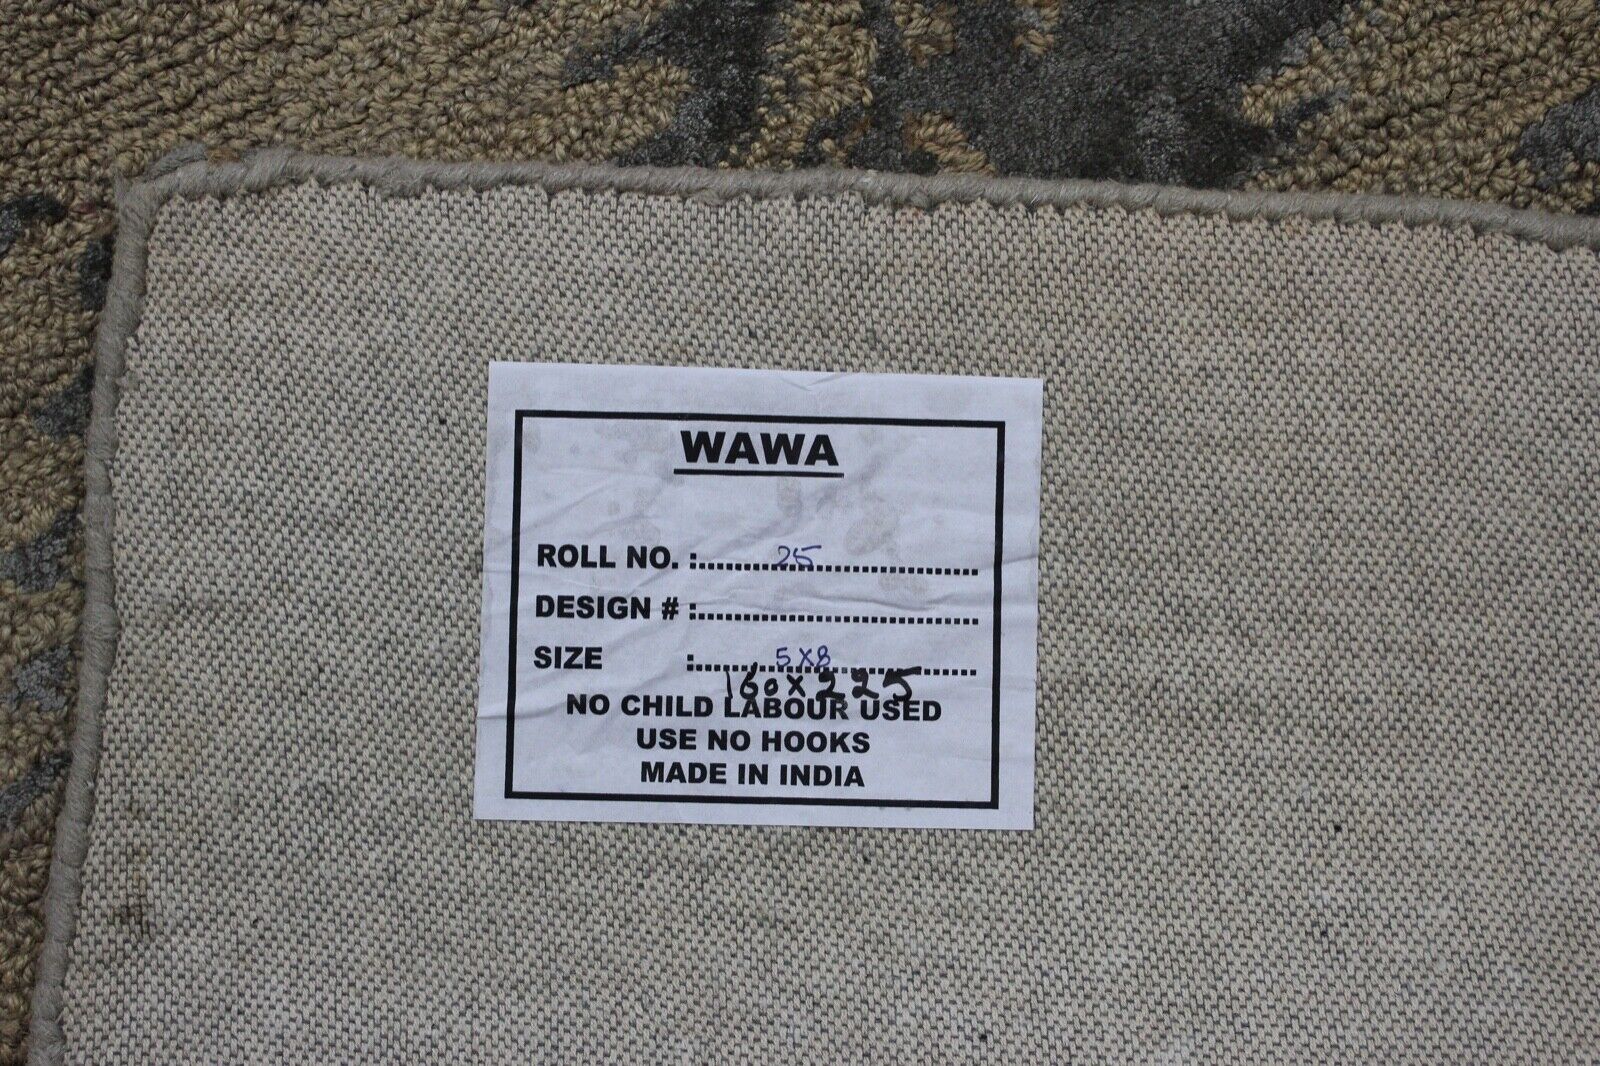 WAWA
ROLL NO. :..........25..........
DESIGN # :..............................
SIZE :..........5X8..........
160X225
NO CHILD LABOUR USED
USE NO HOOKS
MADE IN INDIA